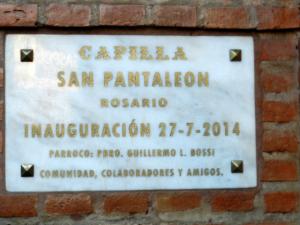 CAPILLA
SAN PANTALEON
ROSARIO
INAUGURACIÓN 27-7-2014
PARROCO: PBRO. GUILLERMO L. BOSSI
COMUNIDAD, COLABORADORES Y AMIGOS.